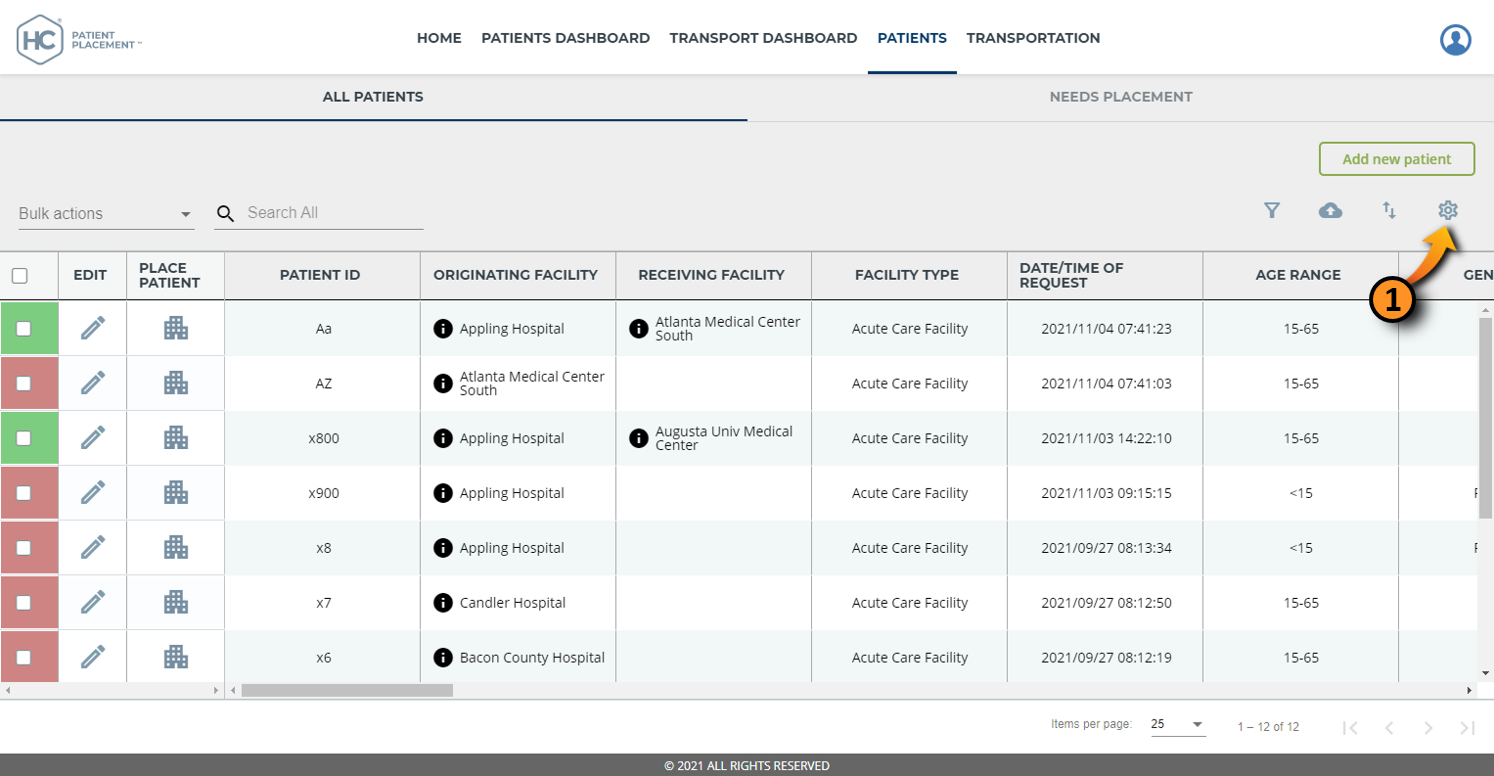 HC PATIENT
PLACEMENT™
HOME PATIENTS DASHBOARD TRANSPORT DASHBOARD PATIENTS TRANSPORTATION
ALL PATIENTS NEEDS PLACEMENT
Add new patient
Bulk actions Search All
1
EDIT PLACE
PATIENT PATIENT ID ORIGINATING FACILITY RECEIVING FACILITY FACILITY TYPE DATE/TIME OF
REQUEST AGE RANGE GEN
Aa Appling Hospital Atlanta Medical Center
South Acute Care Facility 2021/11/04 07:41:23 15-65
AZ Atlanta Medical Center
South Acute Care Facility 2021/11/04 07:41:03 15-65
x800 Appling Hospital Augusta Univ Medical
Center Acute Care Facility 2021/11/03 14:22:10 15-65
x900 Appling Hospital Acute Care Facility 2021/11/03 09:15:15 <15
x8 Appling Hospital Acute Care Facility 2021/09/27 08:13:34 <15
x7 Candler Hospital Acute Care Facility 2021/09/27 08:12:50 15-65
x6 Bacon County Hospital Acute Care Facility 2021/09/27 08:12:19 15-65
Items per page: 25 1 – 12 of 12
© 2021 ALL RIGHTS RESERVED